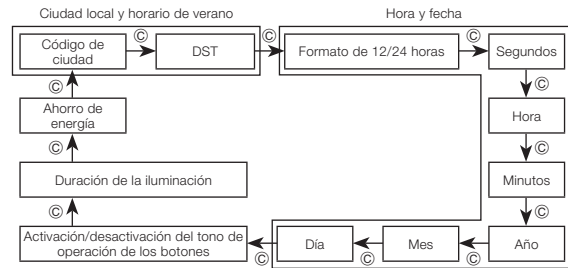 Ciudad local y horario de verano
Hora y fecha
Código de
ciudad
Ⓒ
DST
Ⓒ
Formato de 12/24 horas
Ⓒ
Segundos
Ⓒ
Hora
Ⓒ
Minutos
Ⓒ
Año
Ⓒ
Mes
Ⓒ
Día
Ⓒ
Activación/desactivación del tono de
operación de los botones
Ⓒ
Duración de la iluminación
Ⓒ
Ahorro de
energía
Ⓒ